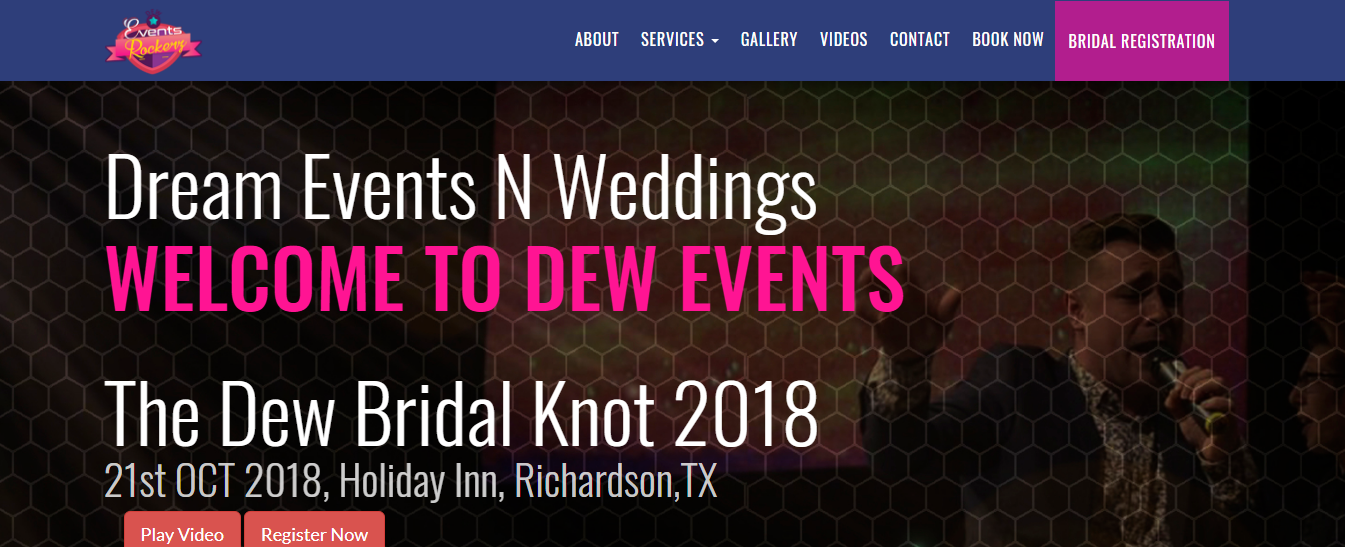 Events
Rockerz
ABOUT SERVICES GALLERY VIDEOS CONTACT BOOK NOW BRIDAL REGISTRATION
Dream Events N Weddings
WELCOME TO DEW EVENTS
The Dew Bridal Knot 2018
21st OCT 2018, Holiday Inn, Richardson,TX
Play Video Register Now